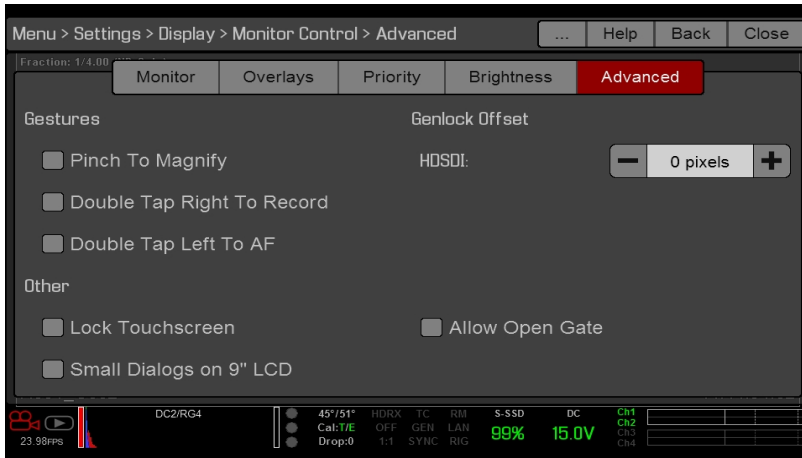 Menu > Settings > Display > Monitor Control > Advanced ... Help Back Close
Fraction: 1/4.00
Monitor Overlays Priority Brightness Advanced
Gestures Genlock Offset
Pinch To Magnify HDSDI: 0 pixels
Double Tap Right To Record
Double Tap Left To AF
Other
Lock Touchscreen Allow Open Gate
Small Dialogs on 9" LCD
DC2/RG4 45°/51° HDRX TC RM S-SSD DC Ch1
Cal:T/E OFF GEN LAN 99% 15.0V Ch2
23.98FPS Drop:0 1:1 SYNC RIG Ch3
Ch4